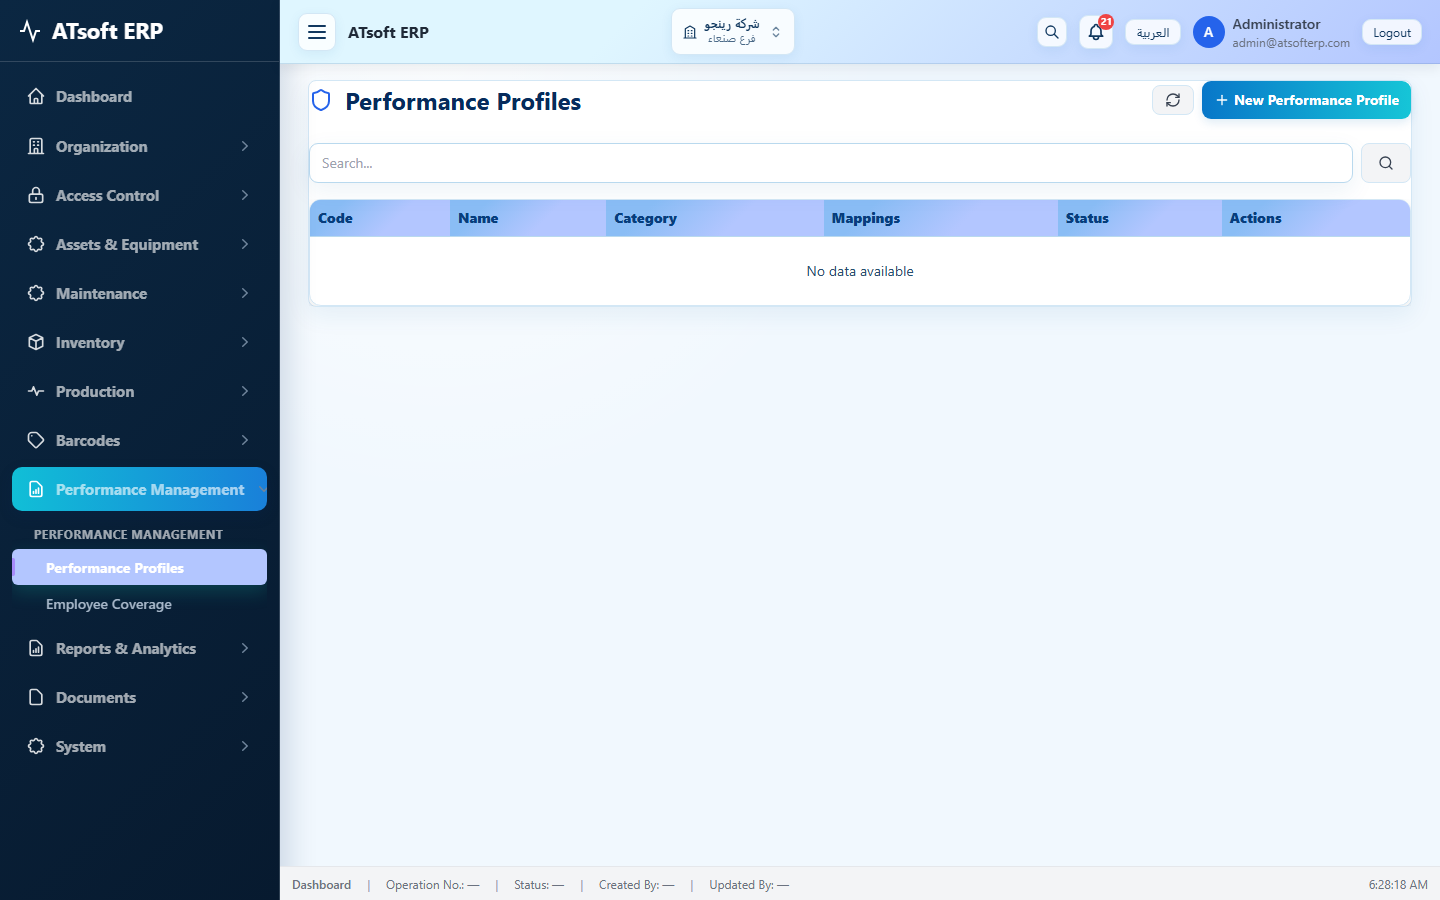 ATsoft ERP
Dashboard
Organization
Access Control
Assets & Equipment
Maintenance
Inventory
Production
Barcodes
Performance Management
PERFORMANCE MANAGEMENT
Performance Profiles
Employee Coverage
Reports & Analytics
Documents
System
ATsoft ERP
شركة رينجو
فرع صنعاء
21
العربية
A
Administrator
admin@atsofterp.com
Logout
Performance Profiles
New Performance Profile
Search...
Code Name Category Mappings Status Actions
No data available
Dashboard | Operation No.: — | Status: — | Created By: — | Updated By: — 6:28:18 AM